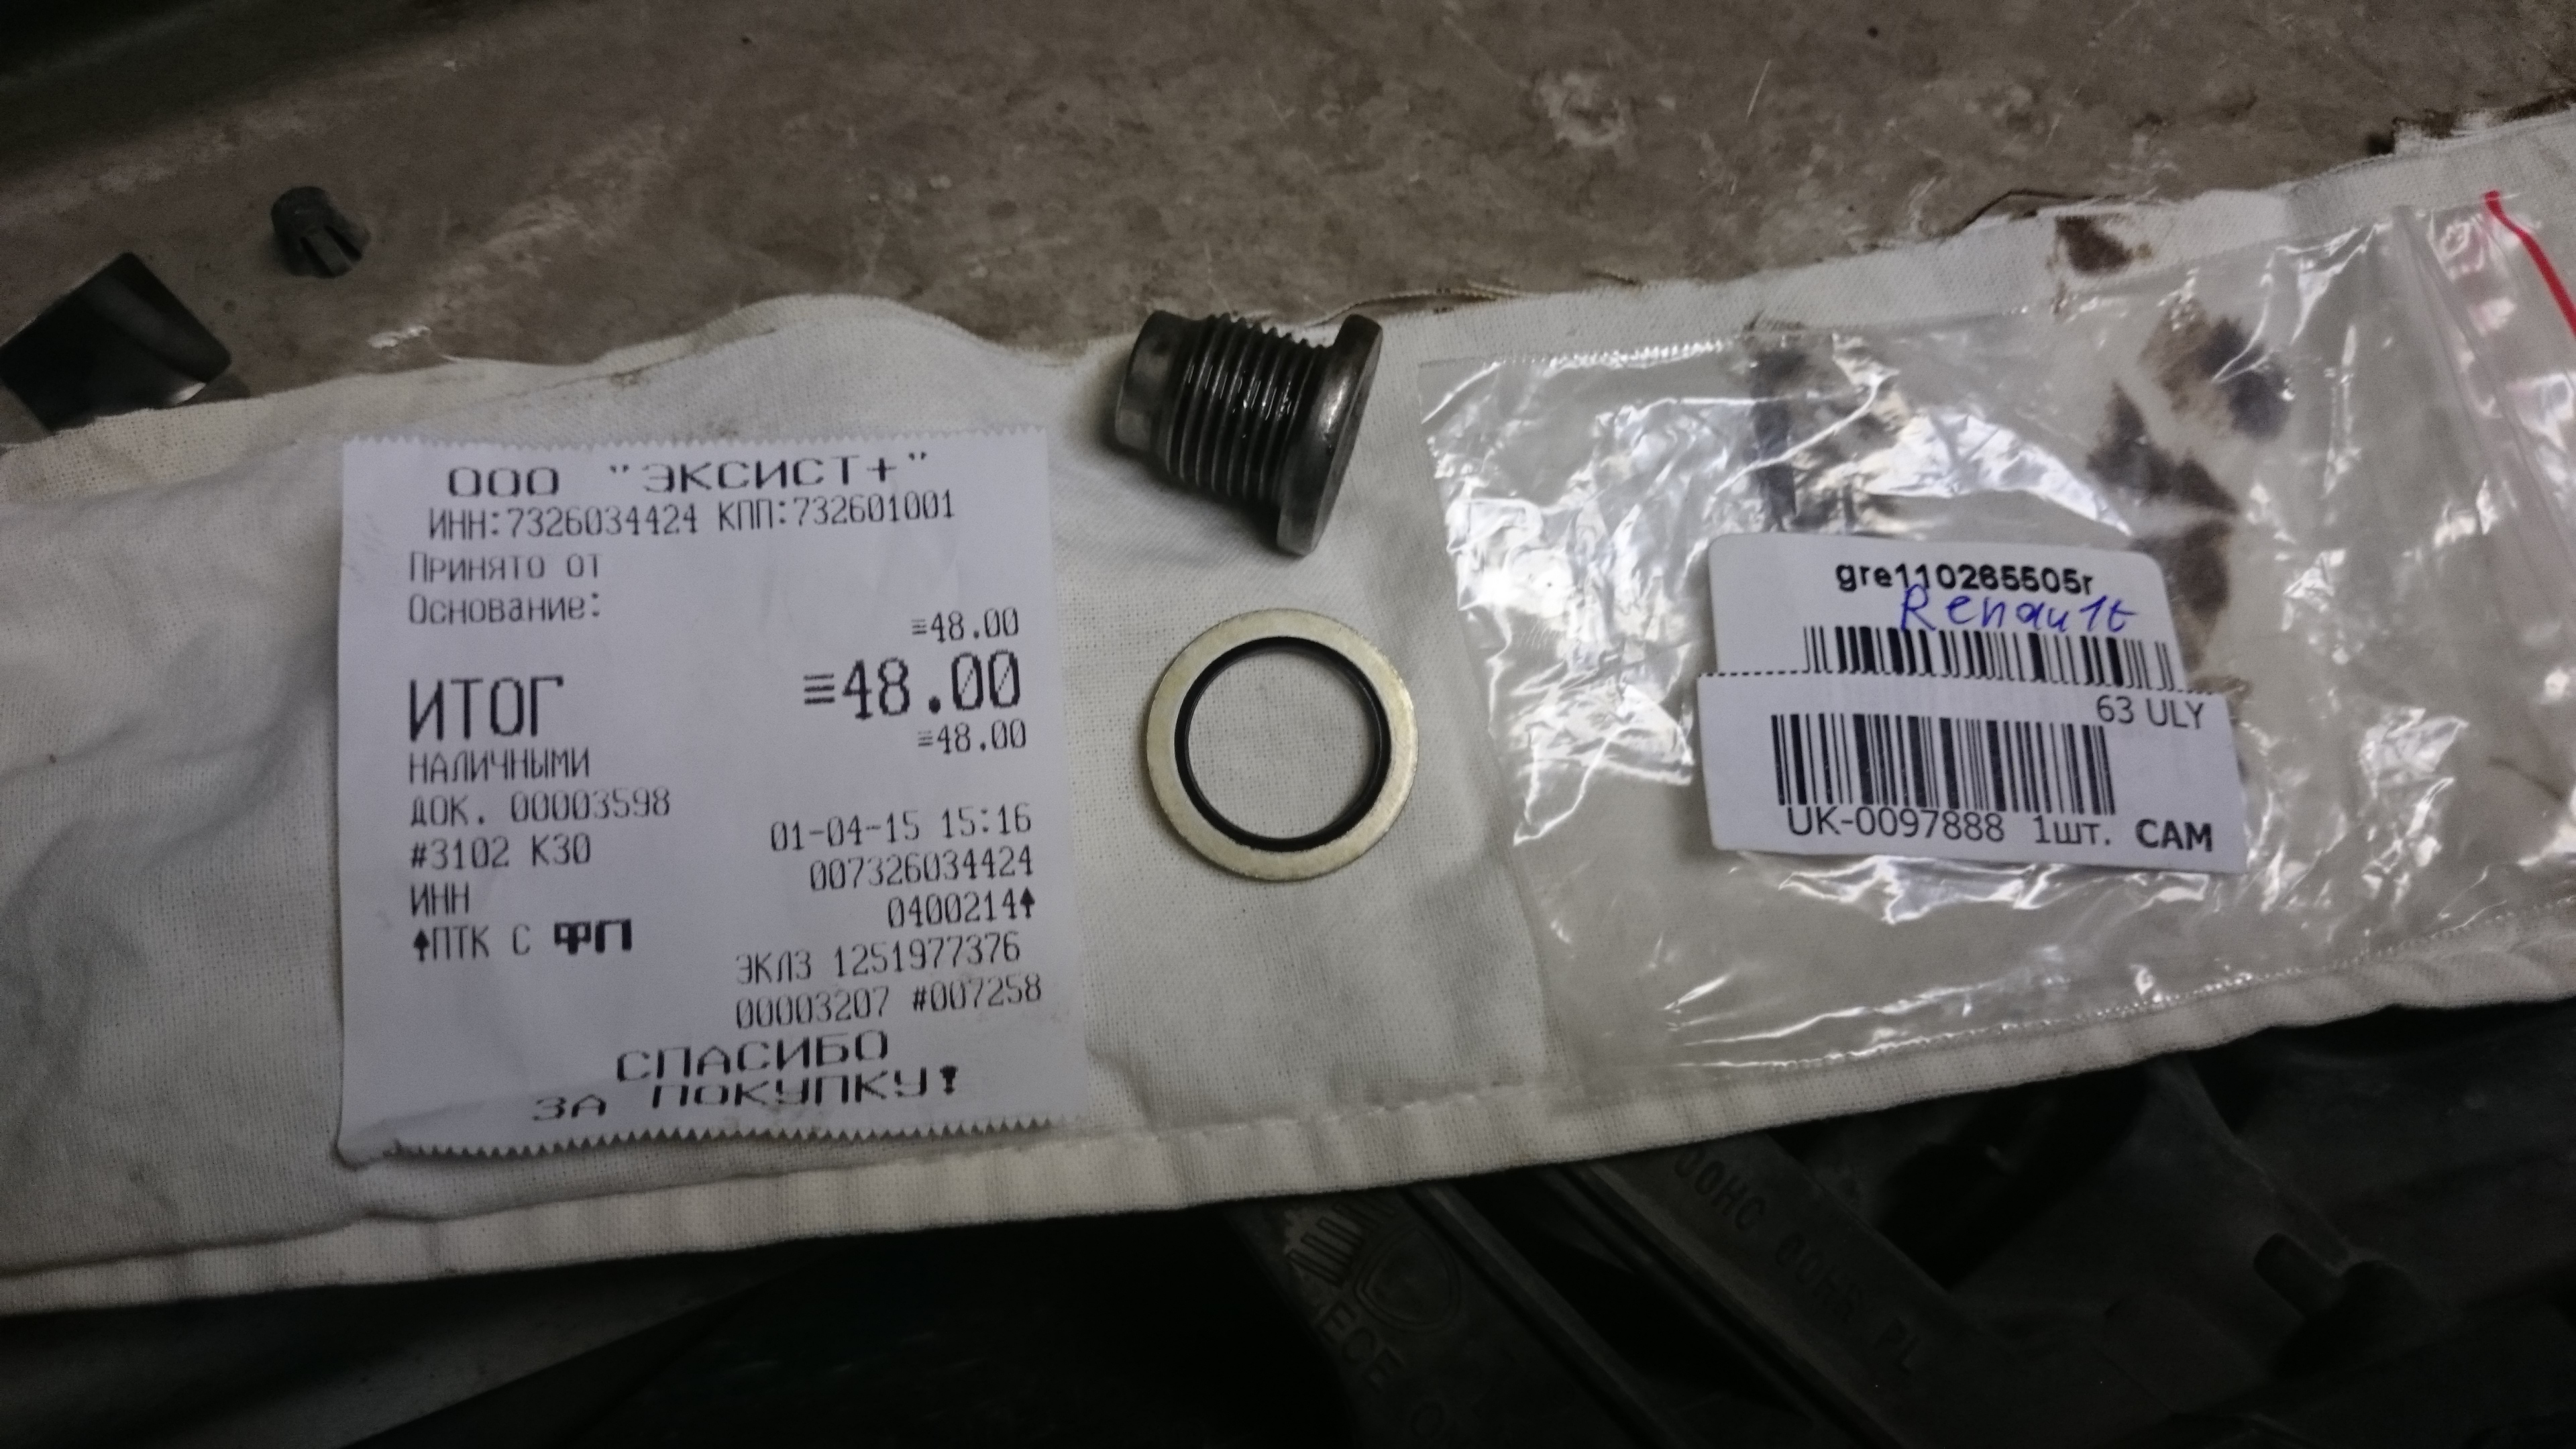 ООО "ЭКСИСТ+"
ИНН:7326034424 КПП:732601001
Принято от
Основание:
≡48.00
ИТОГ ≡48.00
НАЛИЧНЫМИ ≡48.00
ДОК. 00003598
#3102 К30 01-04-15 15:16
ИНН 007326034424
ПТК С ФП 0400214
ЭКЛЗ 1251977376
00003207 #007258
СПАСИБО
ЗА ПОКУПКУ!
gre110265505r
Renault
63 ULY
UK-0097888 1шт. САМ